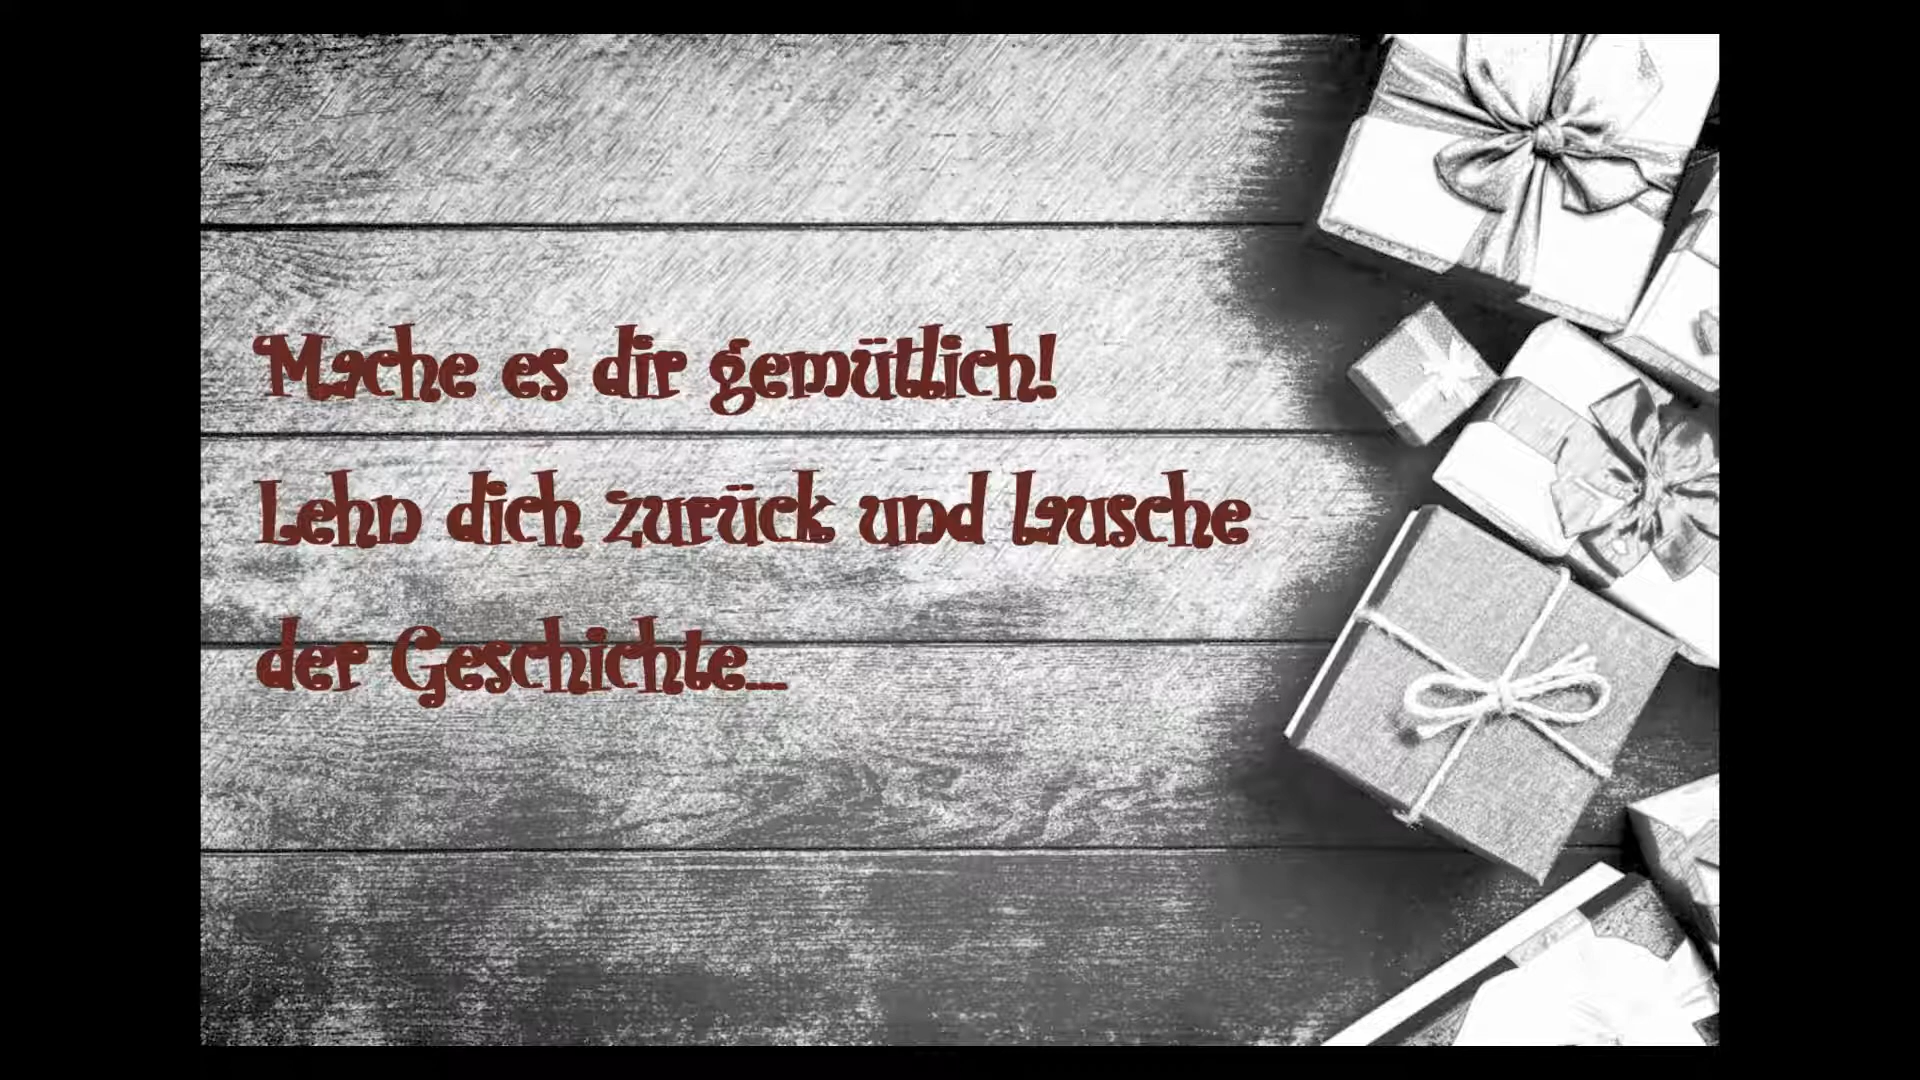 Mache es dir gemütlich!
Lehn dich zurück und lausche
der Geschichte...